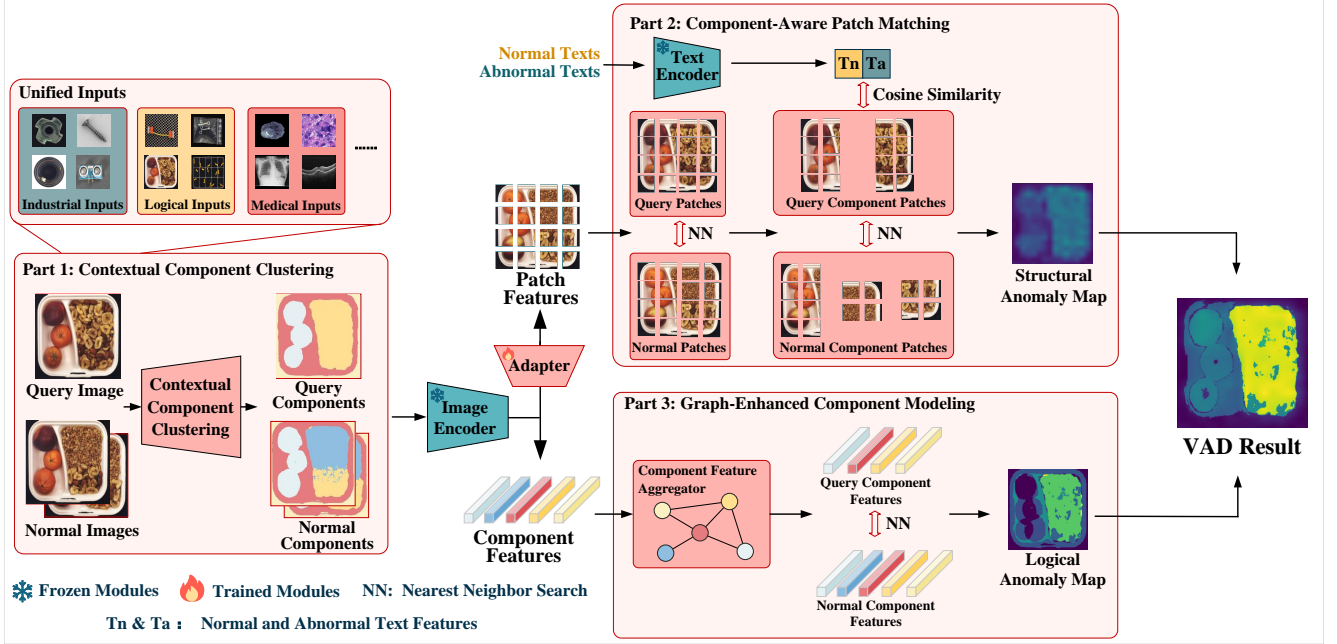 Unified Inputs
Industrial Inputs
Logical Inputs
Medical Inputs
......
Part 1: Contextual Component Clustering
Query Image
Normal Images
Contextual
Component
Clustering
Query
Components
Normal
Components
Image
Encoder
Adapter
Patch
Features
Component
Features
Part 2: Component-Aware Patch Matching
Normal Texts
Abnormal Texts
Text
Encoder
Tn Ta
Cosine Similarity
Query Patches
Query Component Patches
NN
NN
Normal Patches
Normal Component Patches
Structural
Anomaly Map
Part 3: Graph-Enhanced Component Modeling
Component Feature
Aggregator
Query Component
Features
NN
Normal Component
Features
Logical
Anomaly Map
VAD Result
Frozen Modules
Trained Modules
NN: Nearest Neighbor Search
Tn & Ta : Normal and Abnormal Text Features